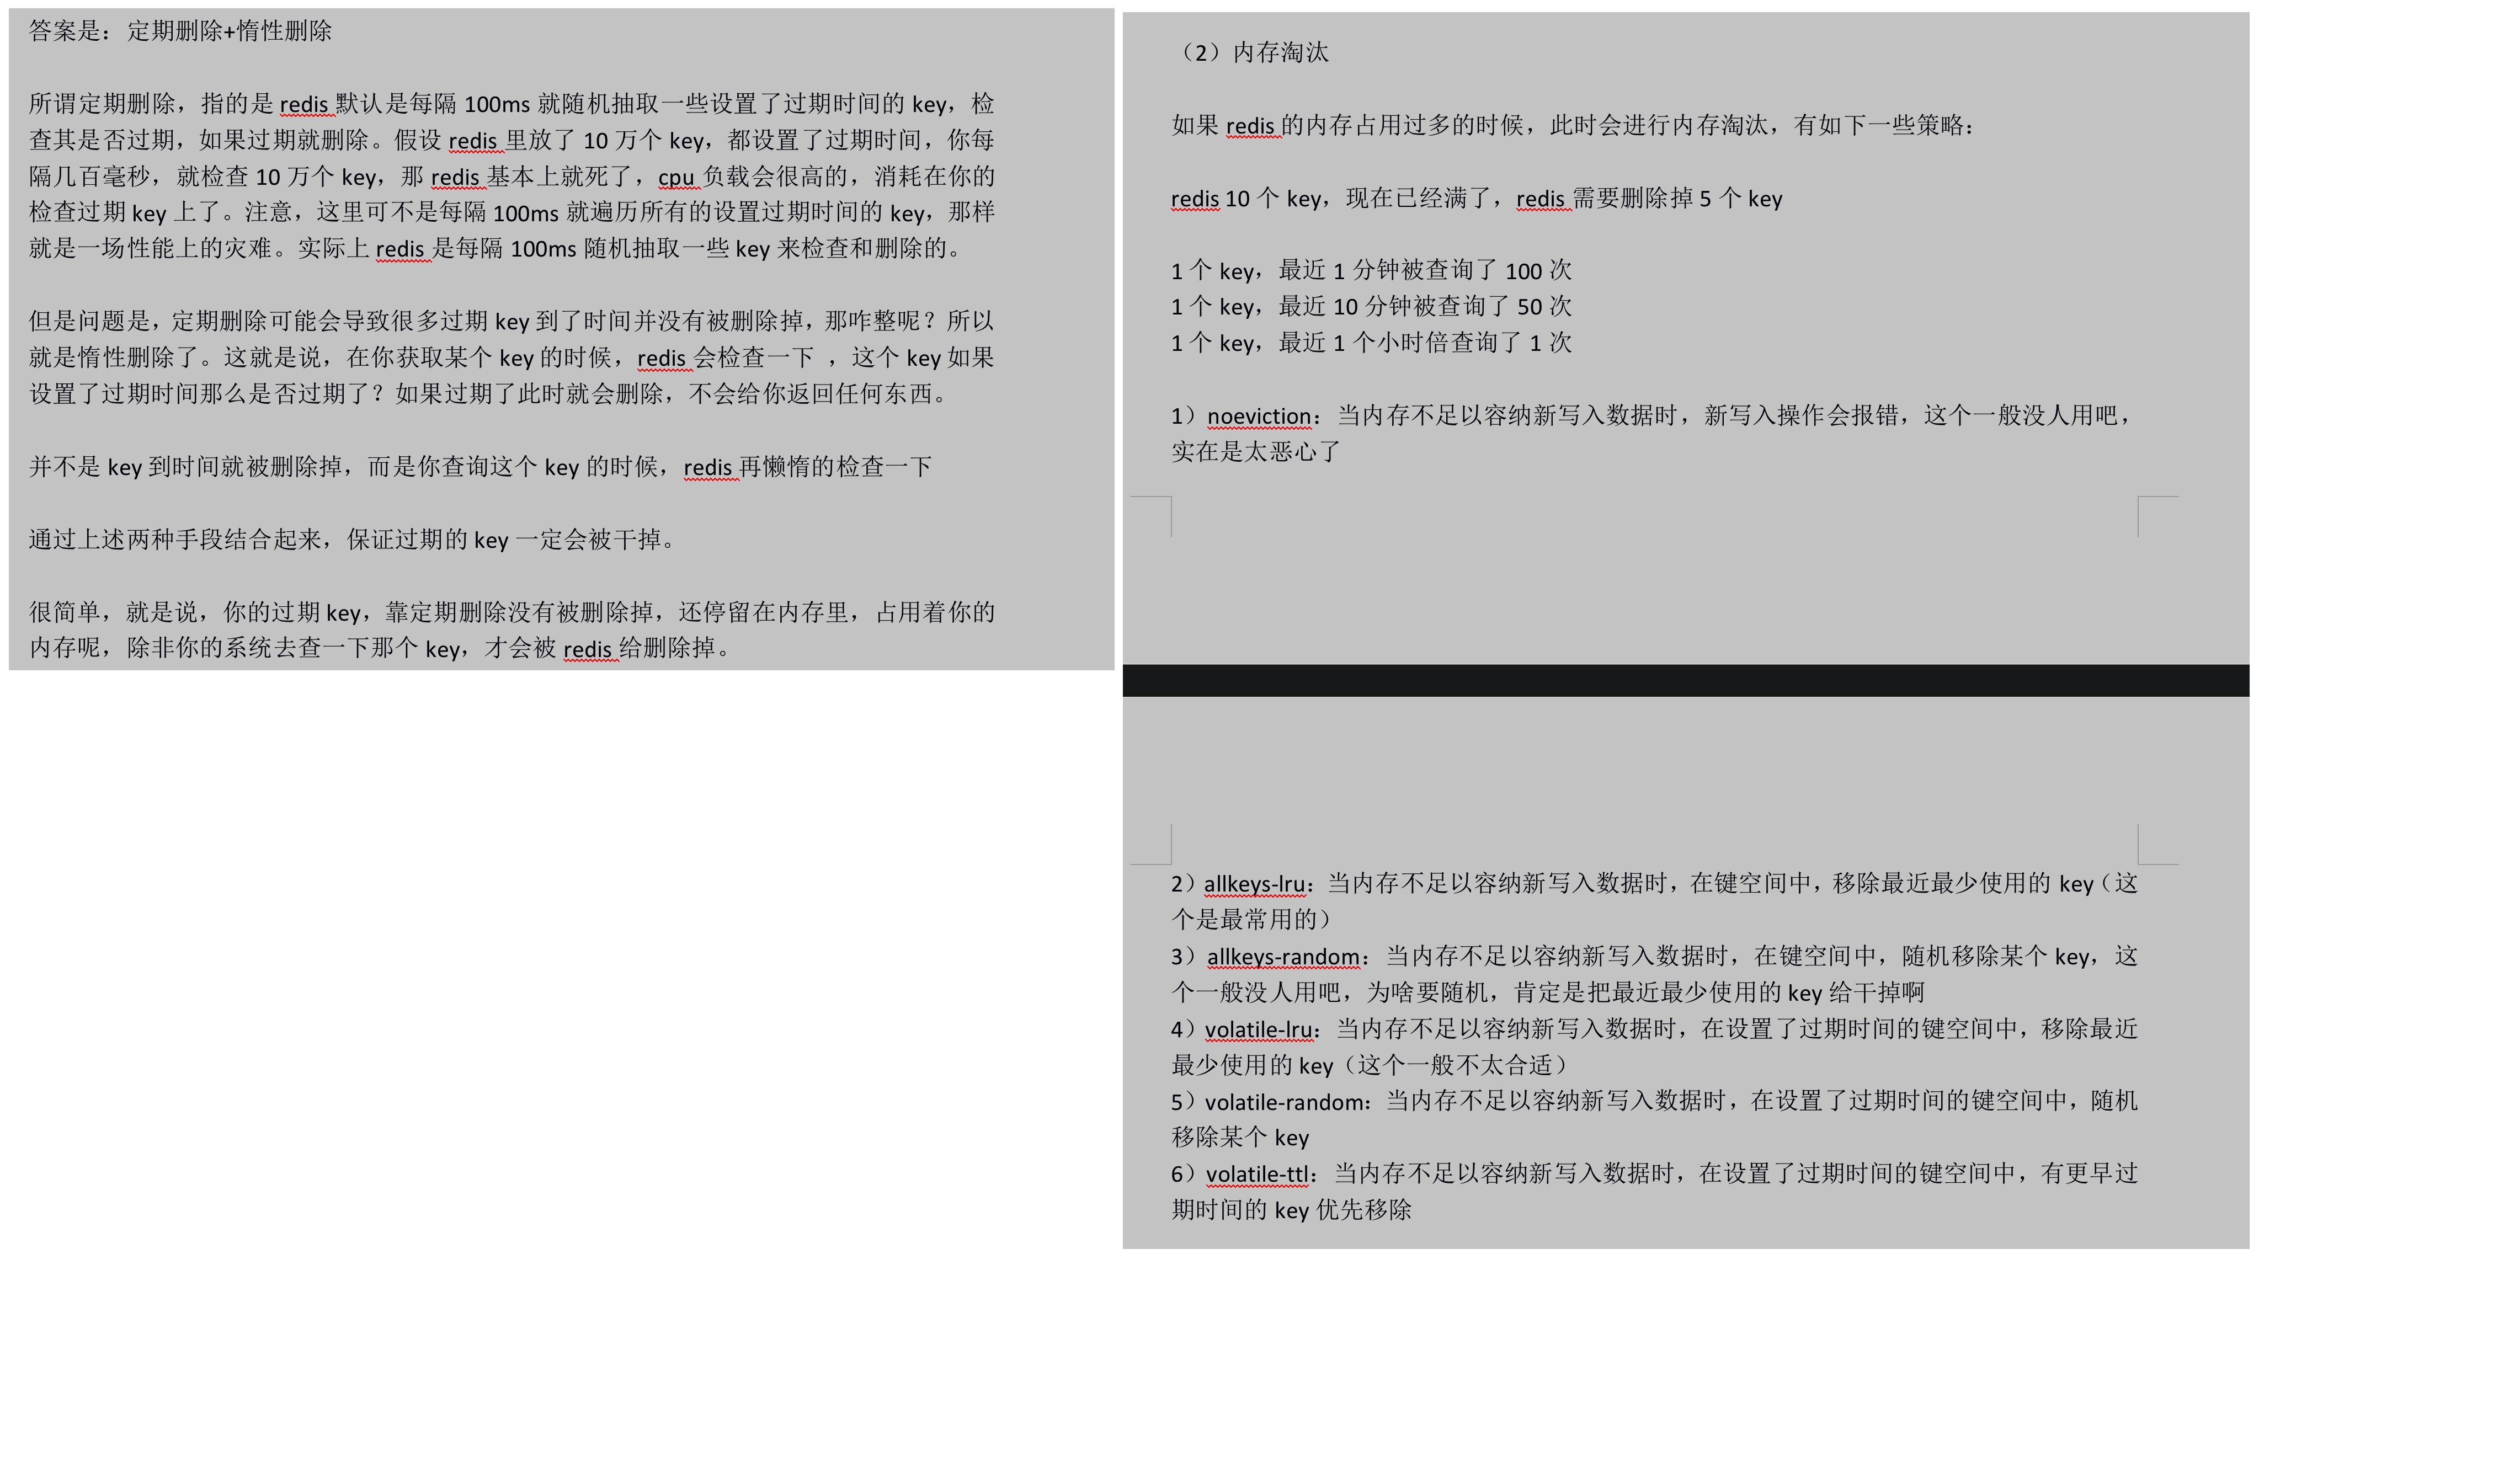 答案是：定期删除+惰性删除
所谓定期删除，指的是 redis 默认是每隔 100ms 就随机抽取一些设置了过期时间的 key，检
查其是否过期，如果过期就删除。假设 redis 里放了 10 万个 key，都设置了过期时间，你每
隔几百毫秒，就检查 10 万个 key，那 redis 基本上就死了，cpu 负载会很高的，消耗在你的
检查过期 key 上了。注意，这里可不是每隔 100ms 就遍历所有的设置过期时间的 key，那样
就是一场性能上的灾难。实际上 redis 是每隔 100ms 随机抽取一些 key 来检查和删除的。
但是问题是，定期删除可能会导致很多过期 key 到了时间并没有被删除掉，那咋整呢？所以
就是惰性删除了。这就是说，在你获取某个 key 的时候，redis 会检查一下 ，这个 key 如果
设置了过期时间那么是否过期了？如果过期了此时就会删除，不会给你返回任何东西。
并不是 key 到时间就被删除掉，而是你查询这个 key 的时候，redis 再懒惰的检查一下
通过上述两种手段结合起来，保证过期的 key 一定会被干掉。
很简单，就是说，你的过期 key，靠定期删除没有被删除掉，还停留在内存里，占用着你的
内存呢，除非你的系统去查一下那个 key，才会被 redis 给删除掉。
（2）内存淘汰
如果 redis 的内存占用过多的时候，此时会进行内存淘汰，有如下一些策略：
redis 10 个 key，现在已经满了，redis 需要删除掉 5 个 key
1 个 key，最近 1 分钟被查询了 100 次
1 个 key，最近 10 分钟被查询了 50 次
1 个 key，最近 1 个小时倍查询了 1 次
1）noeviction：当内存不足以容纳新写入数据时，新写入操作会报错，这个一般没人用吧，
实在是太恶心了
2）allkeys-lru：当内存不足以容纳新写入数据时，在键空间中，移除最近最少使用的 key（这
个是最常用的）
3）allkeys-random：当内存不足以容纳新写入数据时，在键空间中，随机移除某个 key，这
个一般没人用吧，为啥要随机，肯定是把最近最少使用的 key 给干掉啊
4）volatile-lru：当内存不足以容纳新写入数据时，在设置了过期时间的键空间中，移除最近
最少使用的 key（这个一般不太合适）
5）volatile-random：当内存不足以容纳新写入数据时，在设置了过期时间的键空间中，随机
移除某个 key
6）volatile-ttl：当内存不足以容纳新写入数据时，在设置了过期时间的键空间中，有更早过
期时间的 key 优先移除